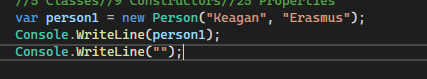 //5 Classes//9 Constructors//25 Properties
var person1 = new Person("Keagan", "Erasmus");
Console.WriteLine(person1);
Console.WriteLine("");